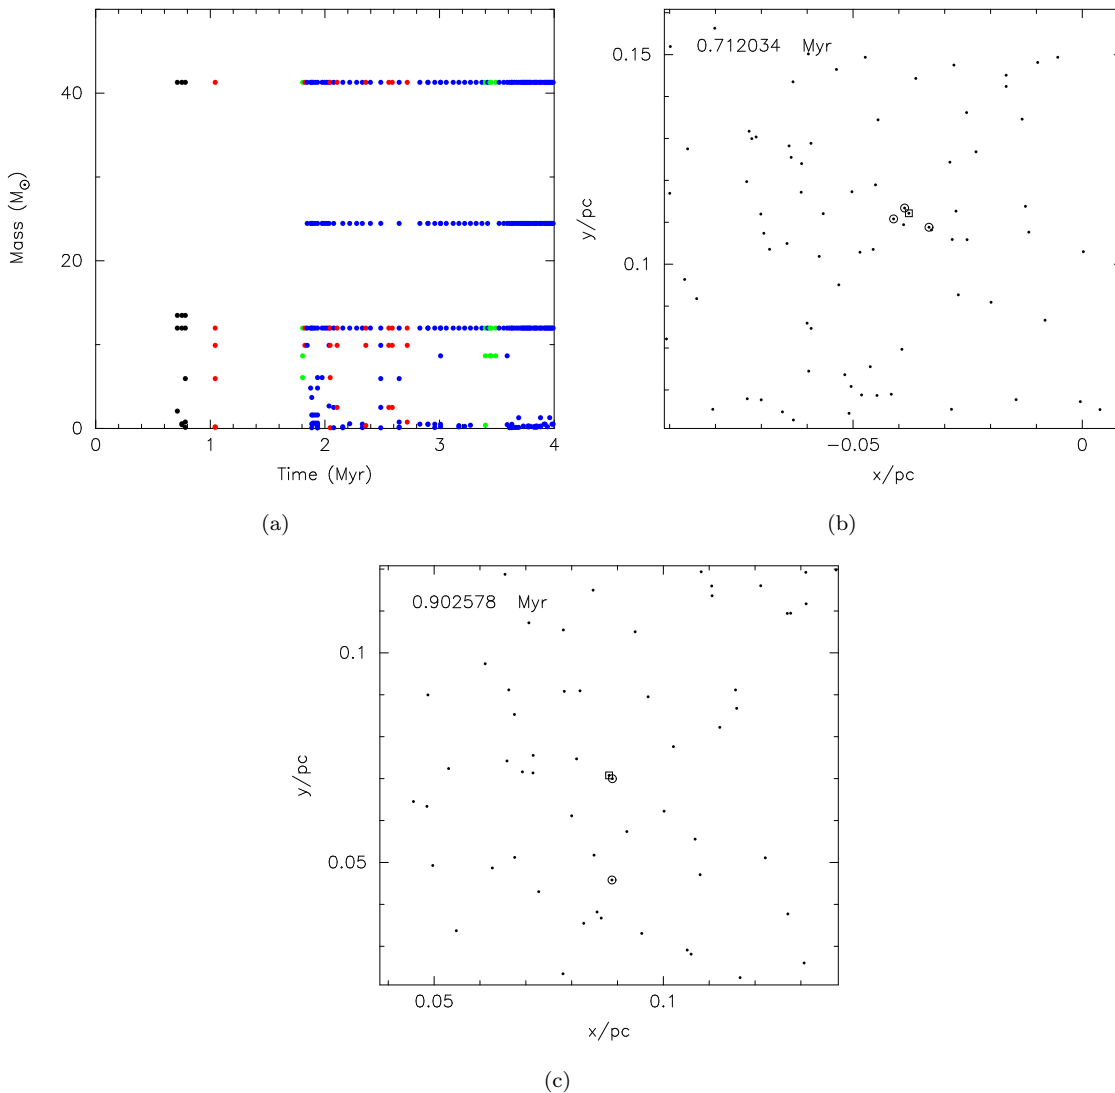 40
20
0
Mass (M⊙)
0 1 2 3 4
Time (Myr)
(a)
0.712034 Myr
0.15
0.1
y/pc
−0.05 0
x/pc
(b)
0.902578 Myr
0.1
0.05
y/pc
0.05 0.1
x/pc
(c)